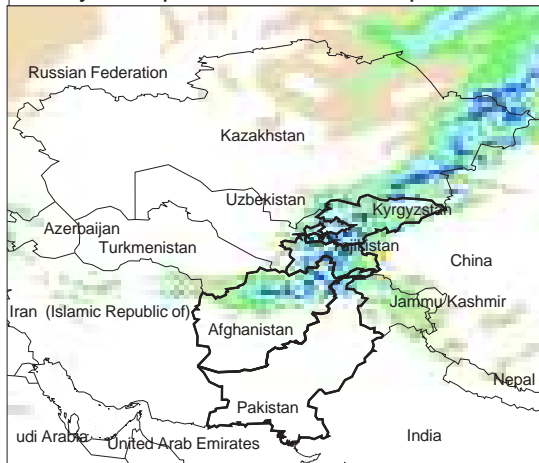 Russian Federation
Kazakhstan
Uzbekistan
Kyrgyzstan
Azerbaijan
Turkmenistan
Tajikistan
China
Iran (Islamic Republic of)
Jammu/Kashmir
Afghanistan
Nepal
Pakistan
udi Arabia
United Arab Emirates
India